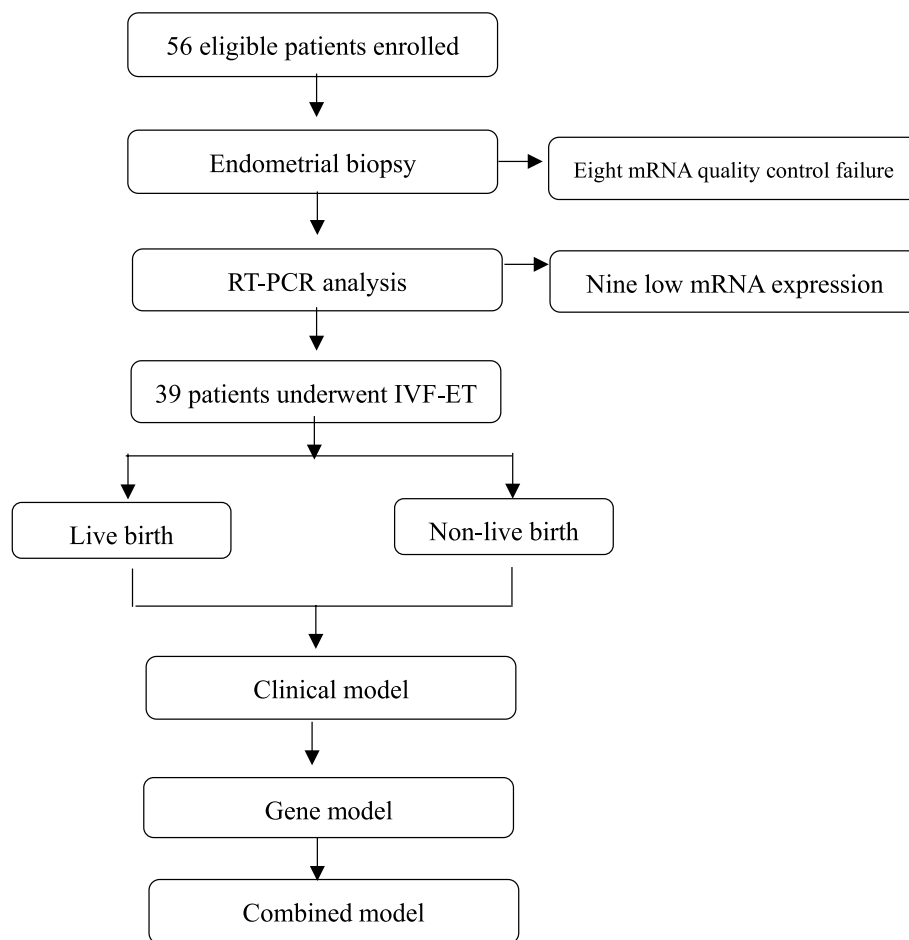 56 eligible patients enrolled
Endometrial biopsy
Eight mRNA quality control failure
RT-PCR analysis
Nine low mRNA expression
39 patients underwent IVF-ET
Live birth
Non-live birth
Clinical model
Gene model
Combined model